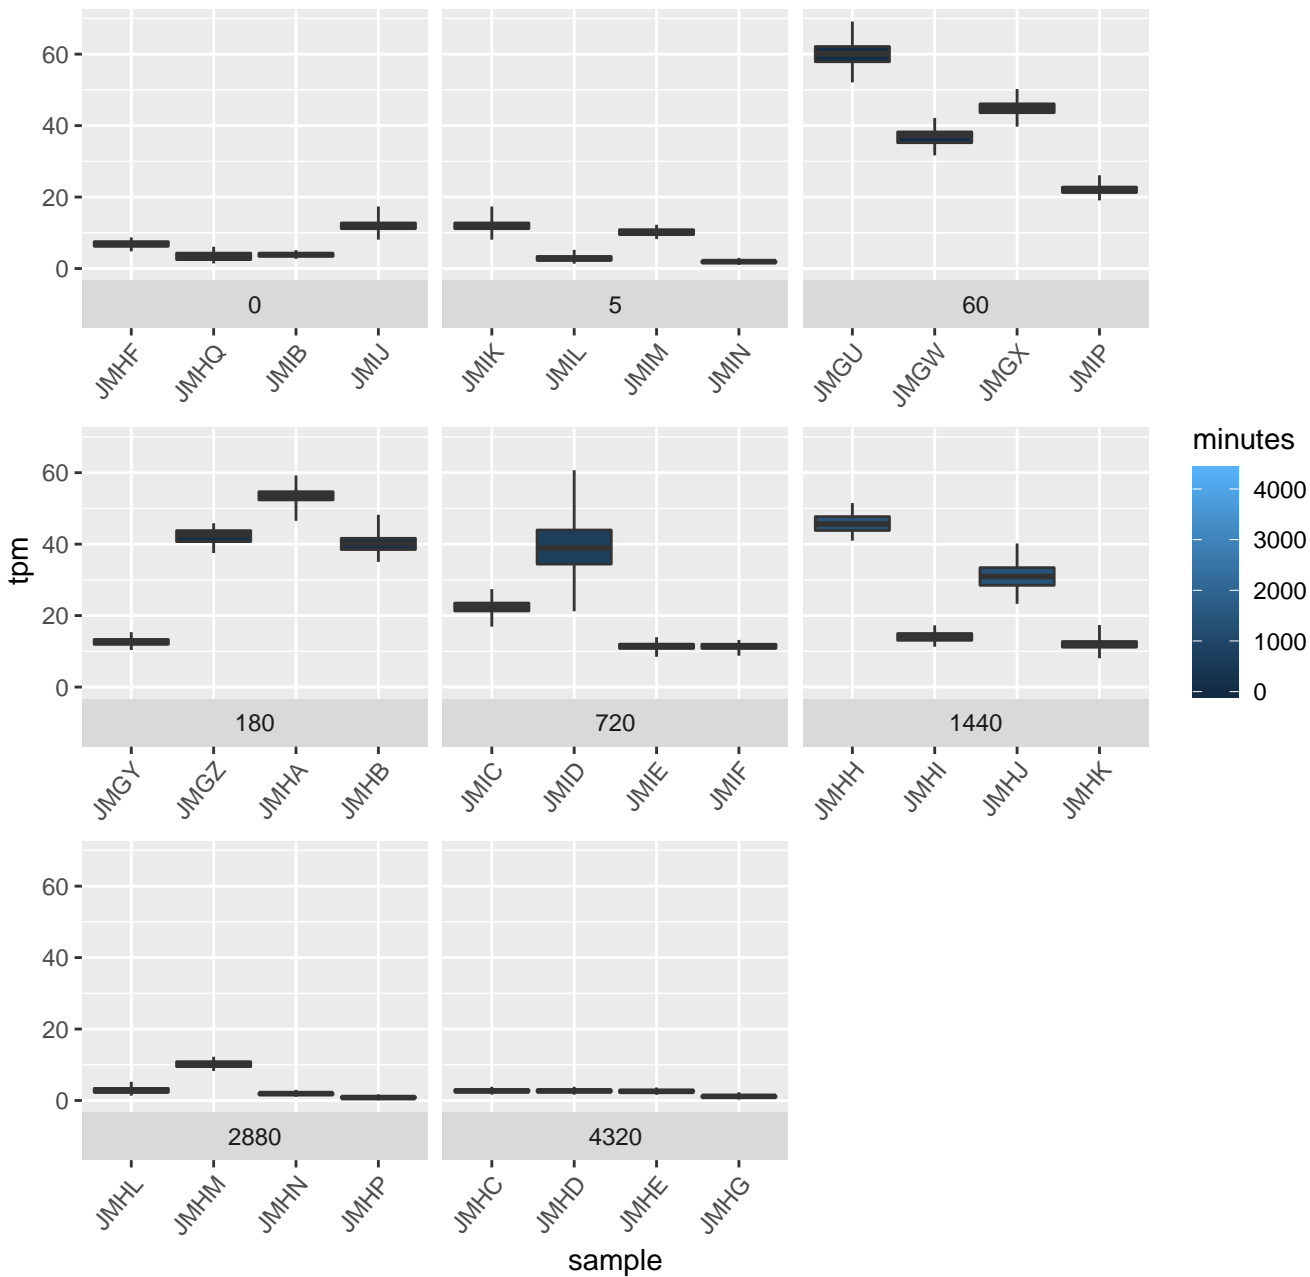 60
40
20
0
0 5 60
JMHF JMHQ JMIB JMIJ JMIK JMIL JMIM JMIN JMGU JMGW JMGX JMIP
tpm
60
40
20
0
180 720 1440
JMGY JMGZ JMHA JMHB JMIC JMID JMIE JMIF JMHH JMHI JMHJ JMHK
minutes
4000
3000
2000
1000
0
60
40
20
0
2880 4320
JMHL JMHM JMHN JMHP JMHC JMHD JMHE JMHG
sample